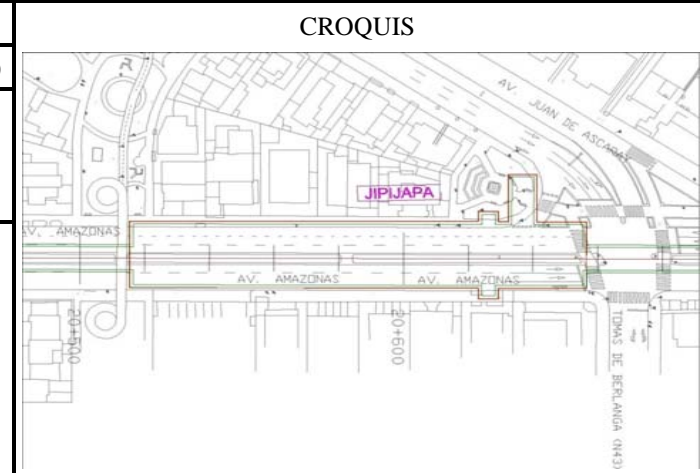 CROQUIS
AV. JUAN DE ASCARAY
JIPIJAPA
AV. AMAZONAS
AV. AMAZONAS
AV. AMAZONAS
20+500
20+600
TOMAS DE BERLANGA (N43)